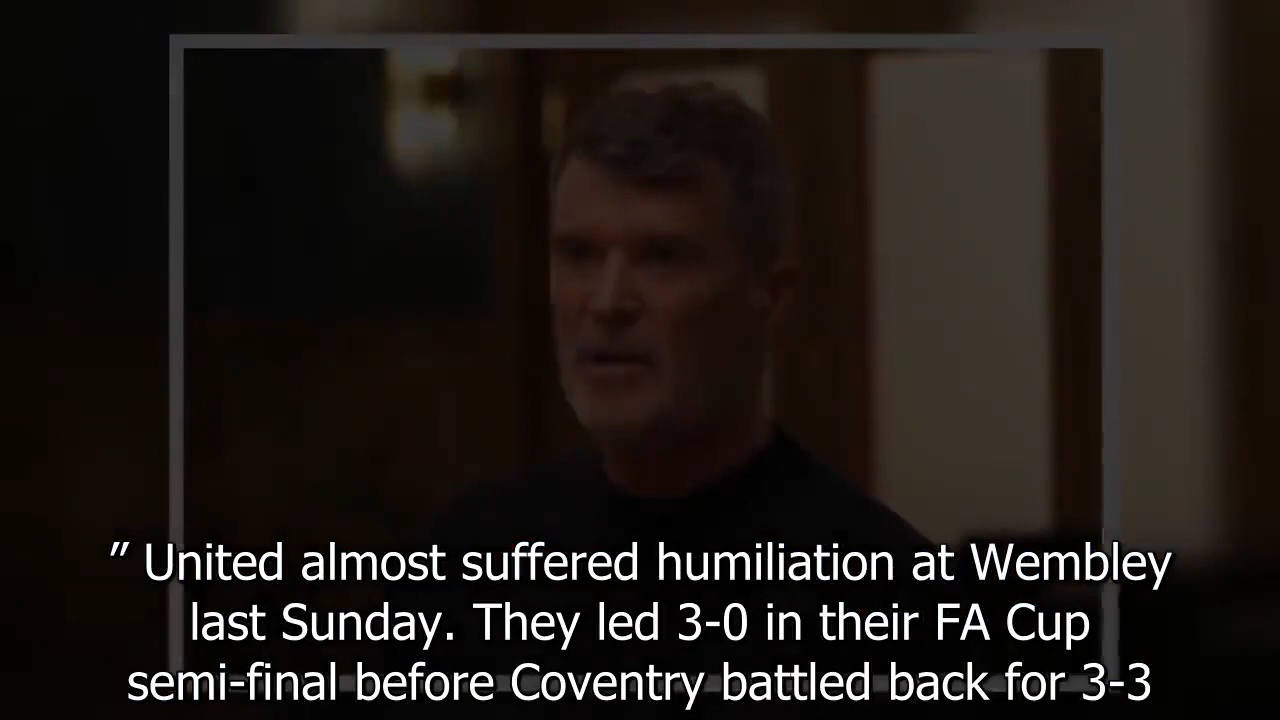 ” United almost suffered humiliation at Wembley
last Sunday. They led 3-0 in their FA Cup
semi-final before Coventry battled back for 3-3